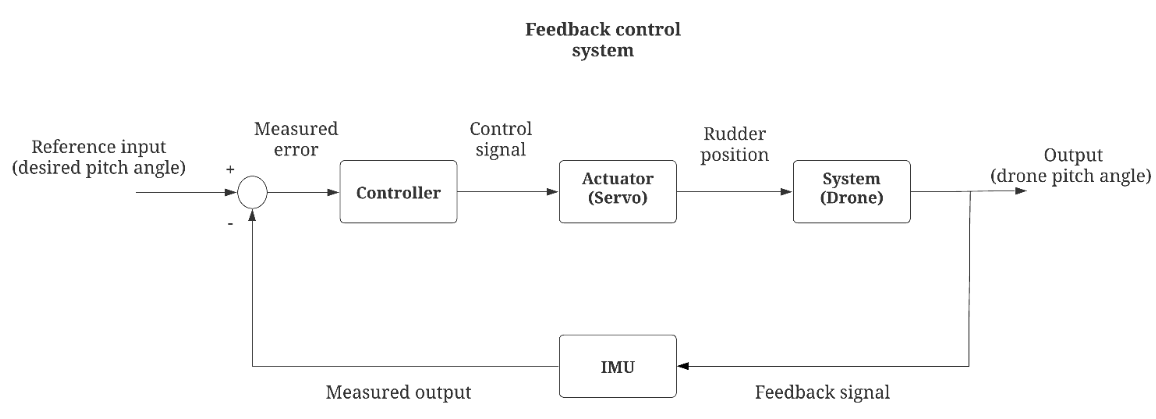 Feedback control
system
Reference input
(desired pitch angle)
+
-
Measured
error
Controller
Control
signal
Actuator
(Servo)
Rudder
position
System
(Drone)
Output
(drone pitch angle)
IMU
Measured output
Feedback signal